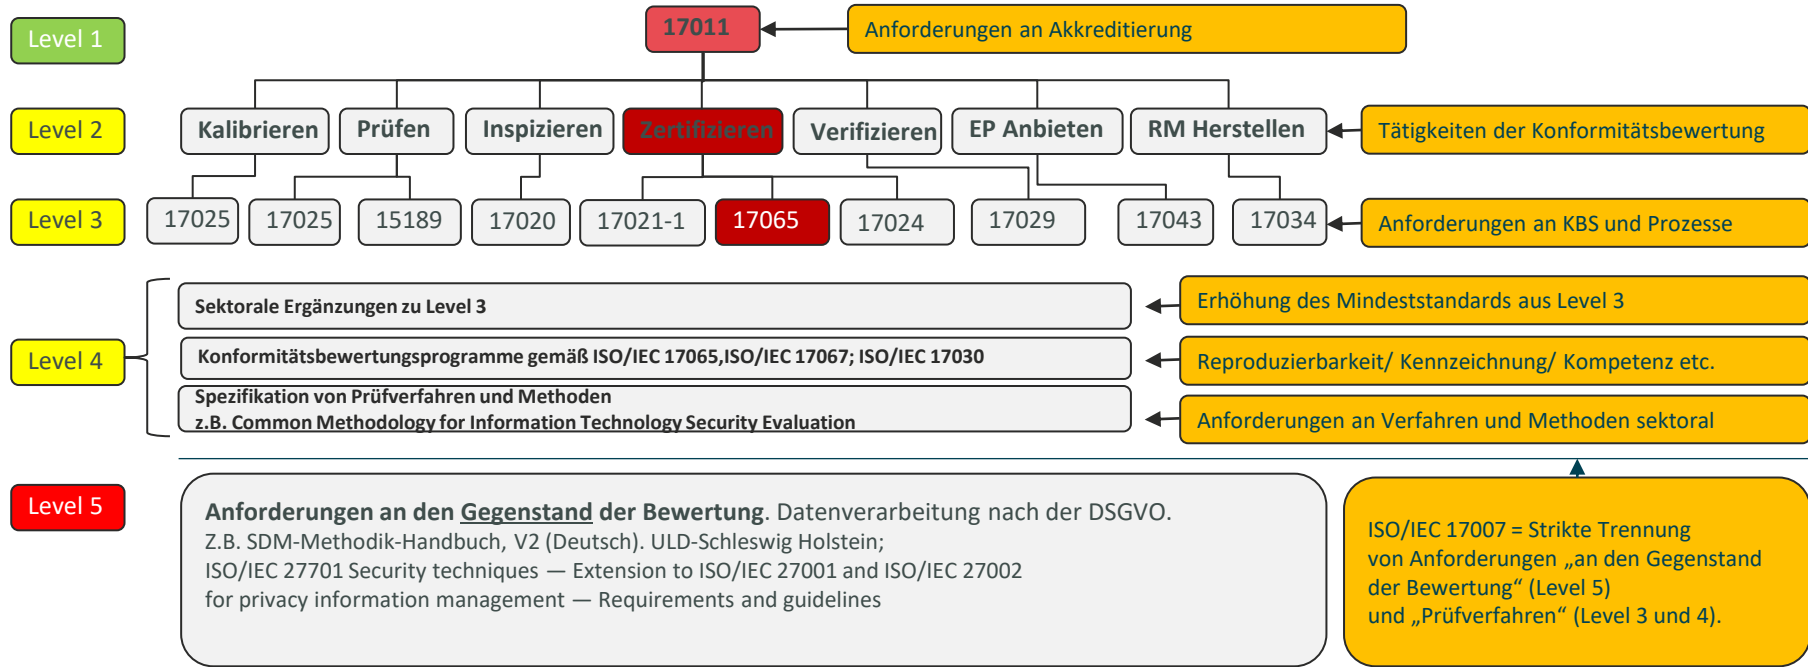 Level 1
17011
Anforderungen an Akkreditierung
Level 2
Kalibrieren
Prüfen
Inspizieren
Zertifizieren
Verifizieren
EP Anbieten
RM Herstellen
Tätigkeiten der Konformitätsbewertung
Level 3
17025
17025
15189
17020
17021-1
17065
17024
17029
17043
17034
Anforderungen an KBS und Prozesse
Level 4
Sektorale Ergänzungen zu Level 3
Erhöhung des Mindeststandards aus Level 3
Konformitätsbewertungsprogramme gemäß ISO/IEC 17065,ISO/IEC 17067; ISO/IEC 17030
Reproduzierbarkeit/ Kennzeichnung/ Kompetenz etc.
Spezifikation von Prüfverfahren und Methoden
z.B. Common Methodology for Information Technology Security Evaluation
Anforderungen an Verfahren und Methoden sektoral
Level 5
Anforderungen an den Gegenstand der Bewertung. Datenverarbeitung nach der DSGVO.
Z.B. SDM-Methodik-Handbuch, V2 (Deutsch). ULD-Schleswig Holstein;
ISO/IEC 27701 Security techniques — Extension to ISO/IEC 27001 and ISO/IEC 27002
for privacy information management — Requirements and guidelines
ISO/IEC 17007 = Strikte Trennung
von Anforderungen „an den Gegenstand
der Bewertung“ (Level 5)
und „Prüfverfahren“ (Level 3 und 4).